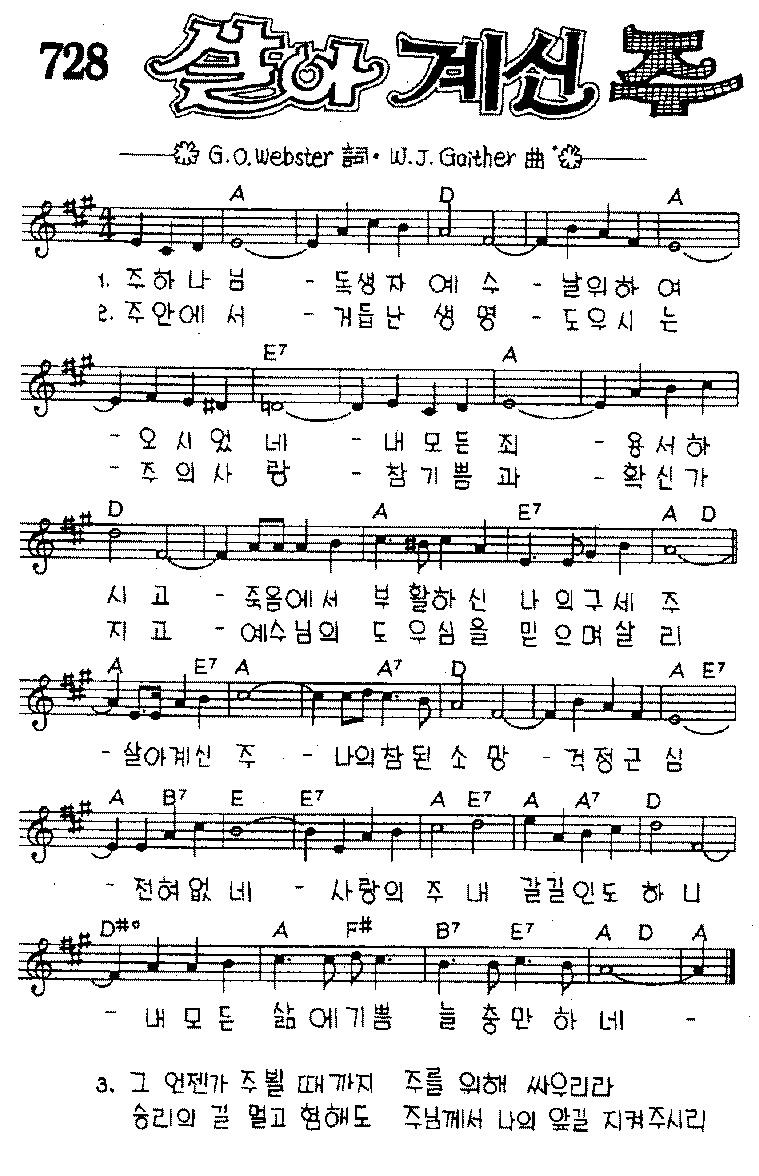 728 살아 계신 주
G.O.Webster 詞· W.J.Gaither 曲
A D A
1. 주하나님 - 독생자 예 수 - 날위하 여
2. 주안에서 - 거듭난 생 명 - 도우시 는
E7 A
- 오시었 네 - 내모든 죄 - 용서하
- 주의사 랑 - 참기쁨 과 - 확신가
D A E7 A D
시 고 - 죽음에서 부 활하신 나 의구세 주
지 고 - 예수님의 도 우심을 믿 으며살 리
A E7 A A7 D A E7
- 살아계신 주 - 나의참된 소 망 - 걱정근 심
A B7 E E7 A E7 A A7 D
- 전혀없 네 - 사랑의 주 내 갈길인도 하 니
D#° A F# B7 E7 A D A
- 내 모 든 삶에기쁨 늘 충만하 네 -
3. 그 언젠가 주뵐 때까지 주를 위해 싸우리라
승리의 길 멀고 험해도 주님께서 나의 앞길 지켜주시리